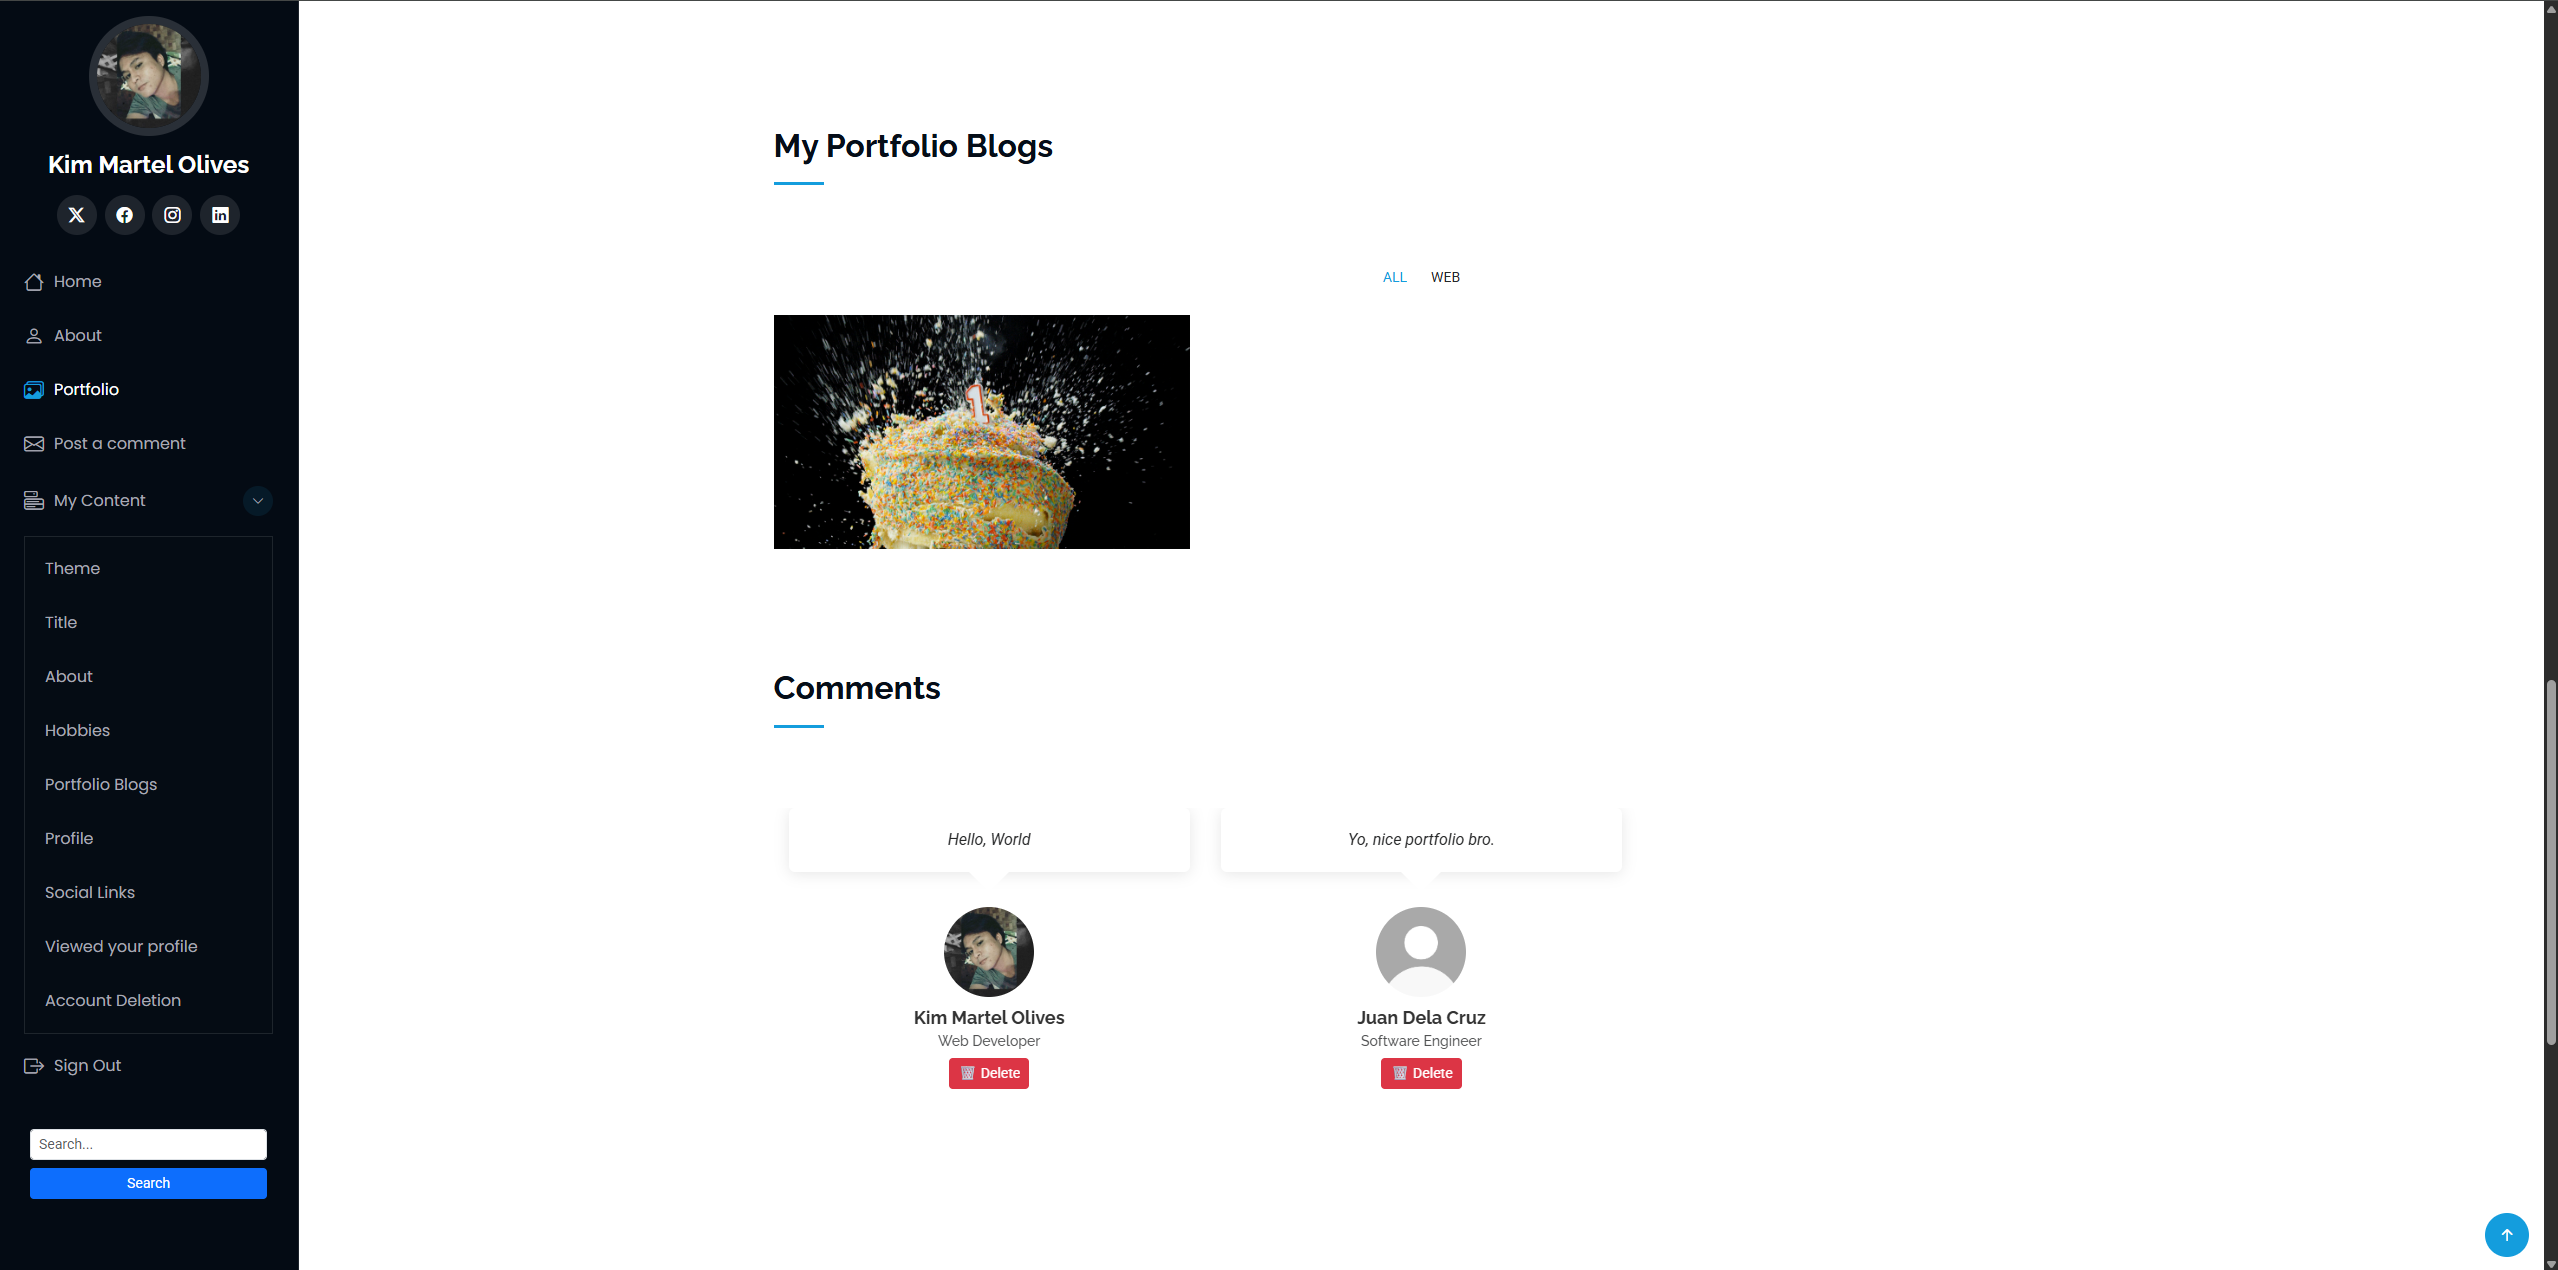 Kim Martel Olives
Home
About
Portfolio
Post a comment
My Content
Theme
Title
About
Hobbies
Portfolio Blogs
Profile
Social Links
Viewed your profile
Account Deletion
Sign Out
Search...
Search
My Portfolio Blogs
ALL WEB
1
Comments
Hello, World
Kim Martel Olives
Web Developer
Delete
Yo, nice portfolio bro.
Juan Dela Cruz
Software Engineer
Delete